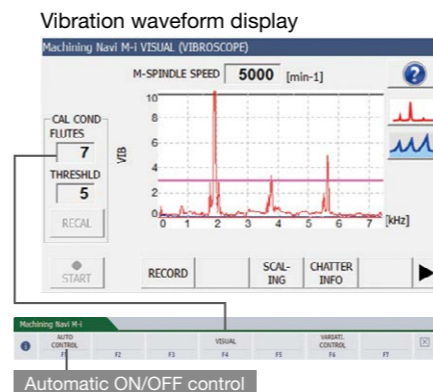 Vibration waveform display
Machining Navi M-i VISUAL (VIBROSCOPE)
M-SPINDLE SPEED 5000 [min-1]
?
CAL COND
FLUTES
7
THRESHLD
5
RECAL
VIB
10
8
6
4
2
0
0 1 2 3 4 5 6 7 [kHz]
START
RECORD
SCAL-
ING
CHATTER
INFO
Machining Navi M-i
AUTO
CONTROL
VISUAL
VARIATI.
CONTROL
F1 F2 F3 F4 F5 F6 F7
Automatic ON/OFF control